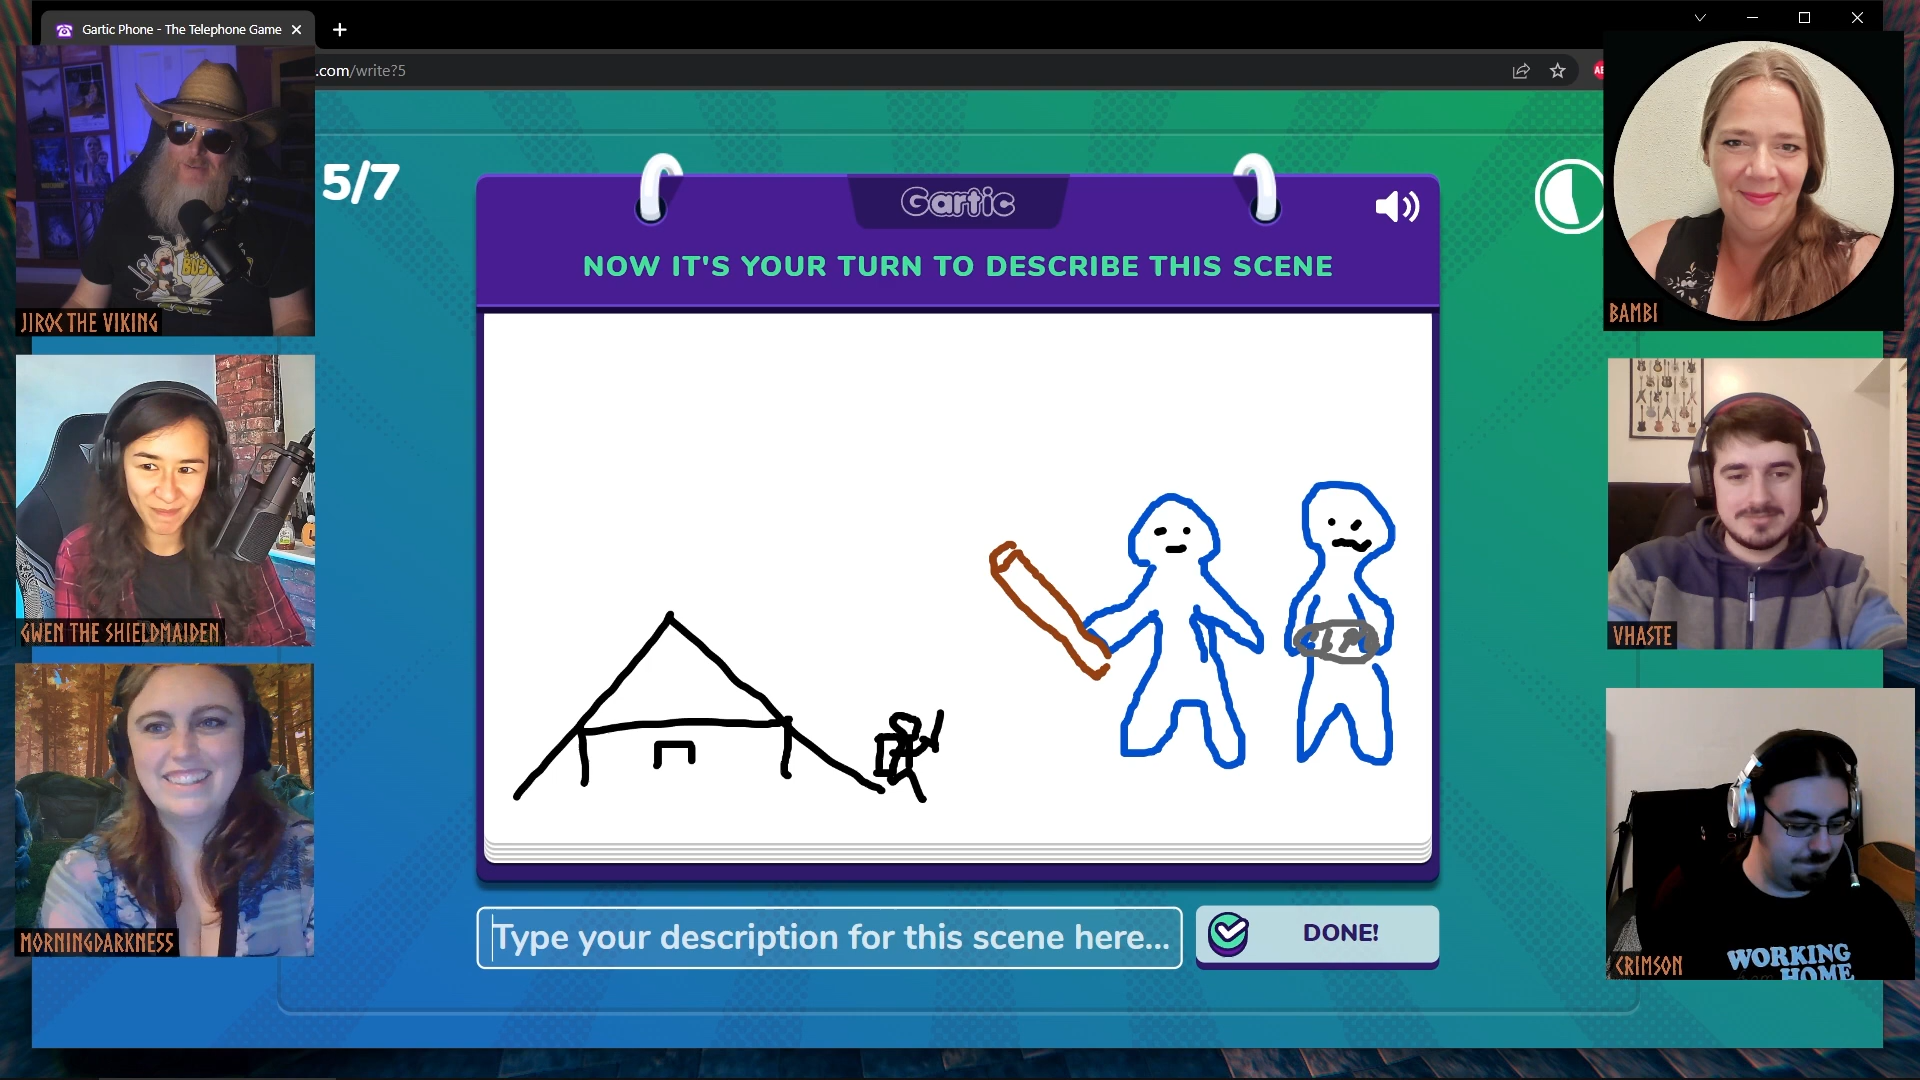 Gartic Phone - The Telephone Game
.com/write?5
5/7
Gartic
NOW IT'S YOUR TURN TO DESCRIBE THIS SCENE
Type your description for this scene here...
DONE!
JIROC THE VIKING
GWEN THE SHIELDMAIDEN
MORNINGDARKNESS
BAMBI
VHASTE
CRIMSON
WORKING
HOME